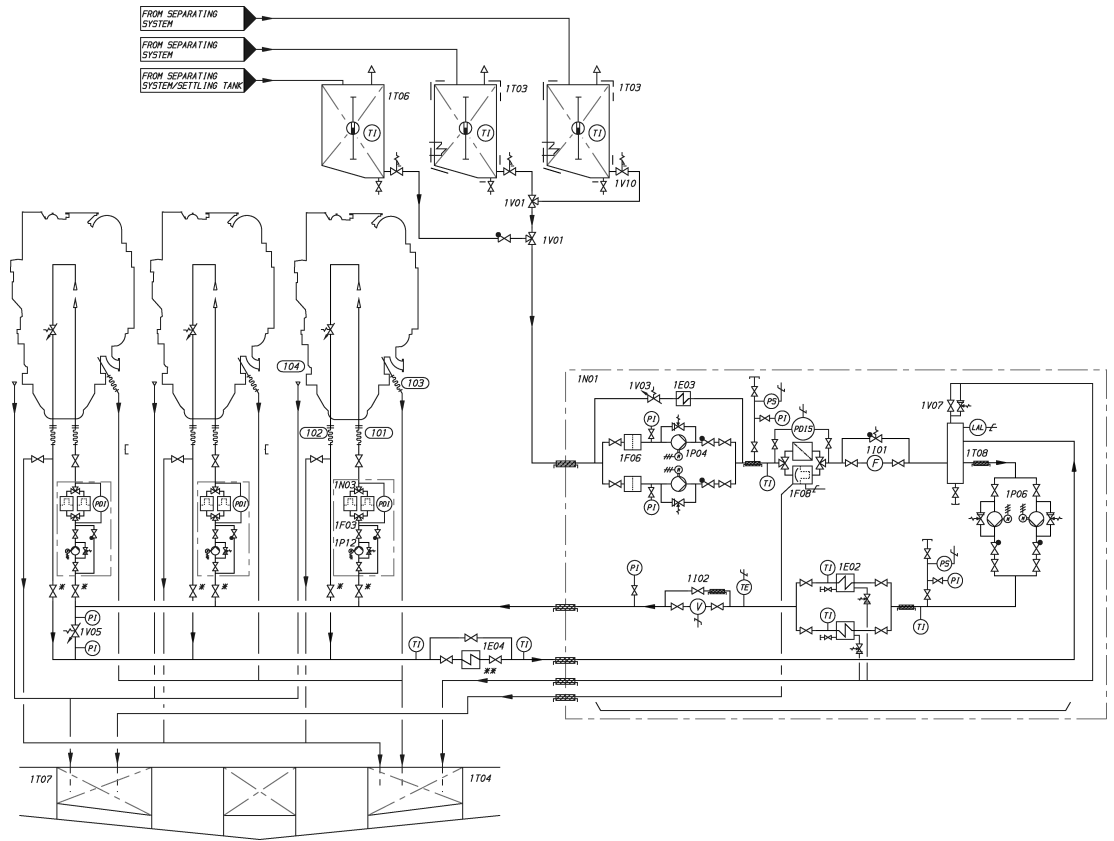 FROM SEPARATING
SYSTEM
FROM SEPARATING
SYSTEM
FROM SEPARATING
SYSTEM/SETTLING TANK
1T06
1T03
1T03
TI
TI
TI
1V10
1V01
1V01
104
103
102
101
1N01
1V03
1E03
PS
PI
PI
PDIS
1V07
LAL
1F06
1P04
1I01
F
1T08
TI
1F08
PI
1P06
1N03
PDI
PDI
PDI
1F03
1P12
PI
1I02
TE
TI
1E02
PS
PI
V
TI
TI
*
*
*
PI
1V05
PI
TI
1E04
TI
**
1T07
1T04